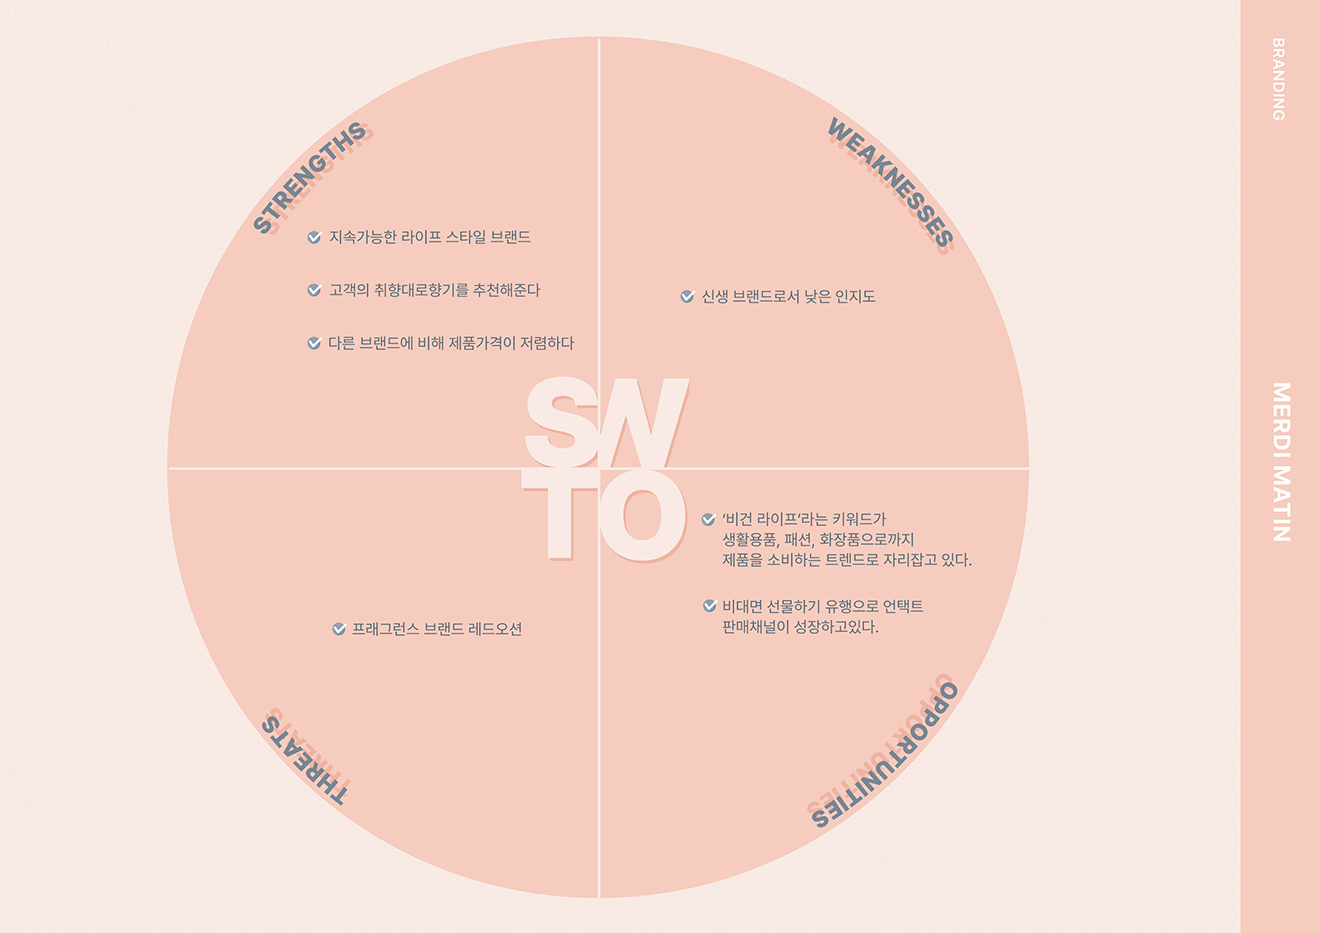 STRENGTHS
지속가능한 라이프 스타일 브랜드
고객의 취향대로향기를 추천해준다
다른 브랜드에 비해 제품가격이 저렴하다
WEAKNESSES
신생 브랜드로서 낮은 인지도
SW
TO
THREATS
프래그런스 브랜드 레드오션
‘비건 라이프’라는 키워드가
생활용품, 패션, 화장품으로까지
제품을 소비하는 트렌드로 자리잡고 있다.
비대면 선물하기 유행으로 언택트
판매채널이 성장하고있다.
OPPORTUNITIES
BRANDING
MERDI MATIN